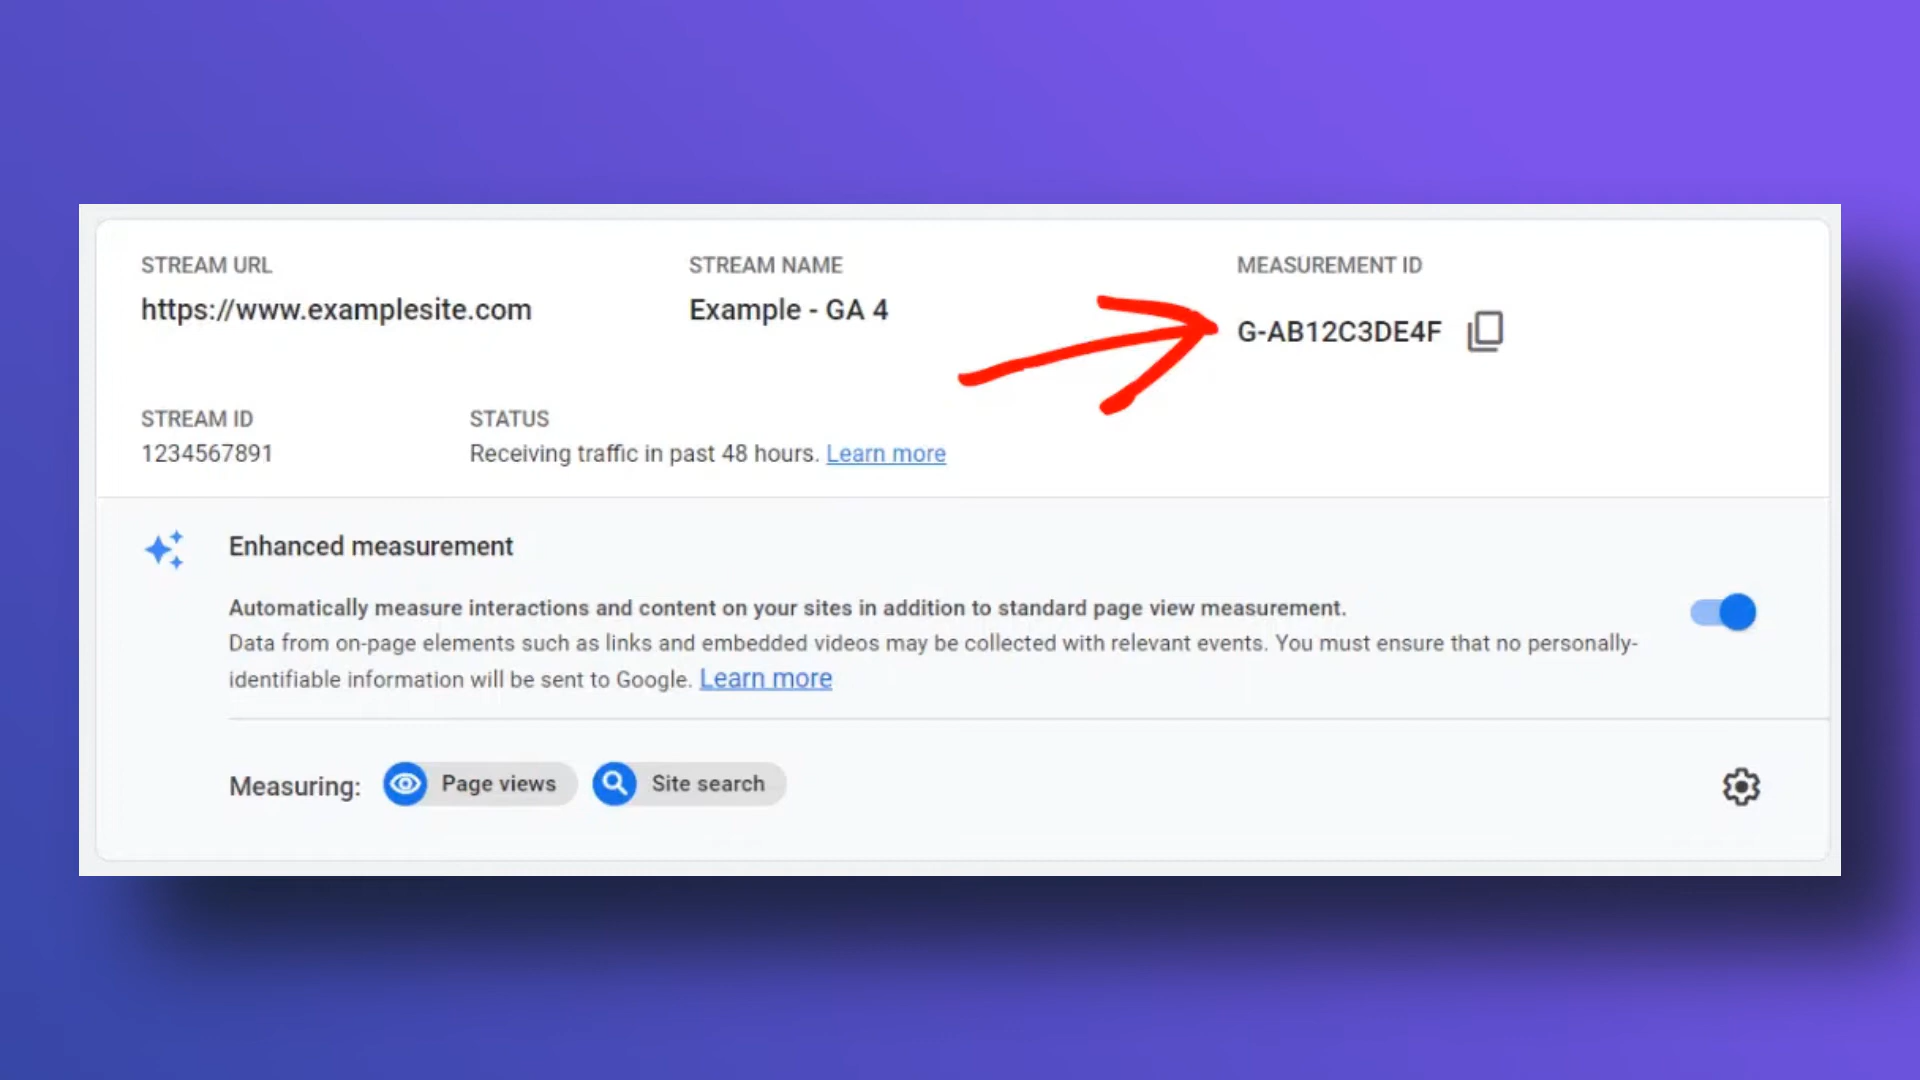 STREAM URL
STREAM NAME
MEASUREMENT ID
https://www.examplesite.com
Example - GA 4
G-AB12C3DE4F
STREAM ID
STATUS
1234567891
Receiving traffic in past 48 hours. Learn more
Enhanced measurement
Automatically measure interactions and content on your sites in addition to standard page view measurement.
Data from on-page elements such as links and embedded videos may be collected with relevant events. You must ensure that no personally-
identifiable information will be sent to Google. Learn more
Measuring: Page views Site search